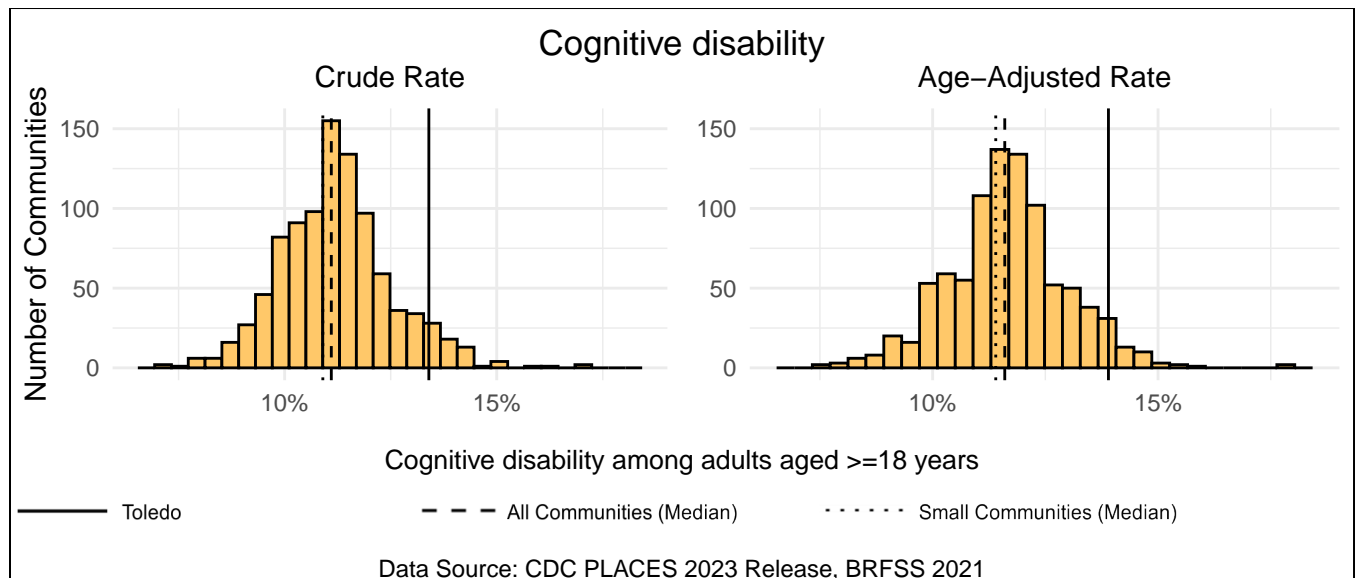 Cognitive disability
Crude Rate
Age−Adjusted Rate
Number of Communities
150
100
50
0
10%
15%
150
100
50
0
10%
15%
Cognitive disability among adults aged >=18 years
Toledo
All Communities (Median)
Small Communities (Median)
Data Source: CDC PLACES 2023 Release, BRFSS 2021